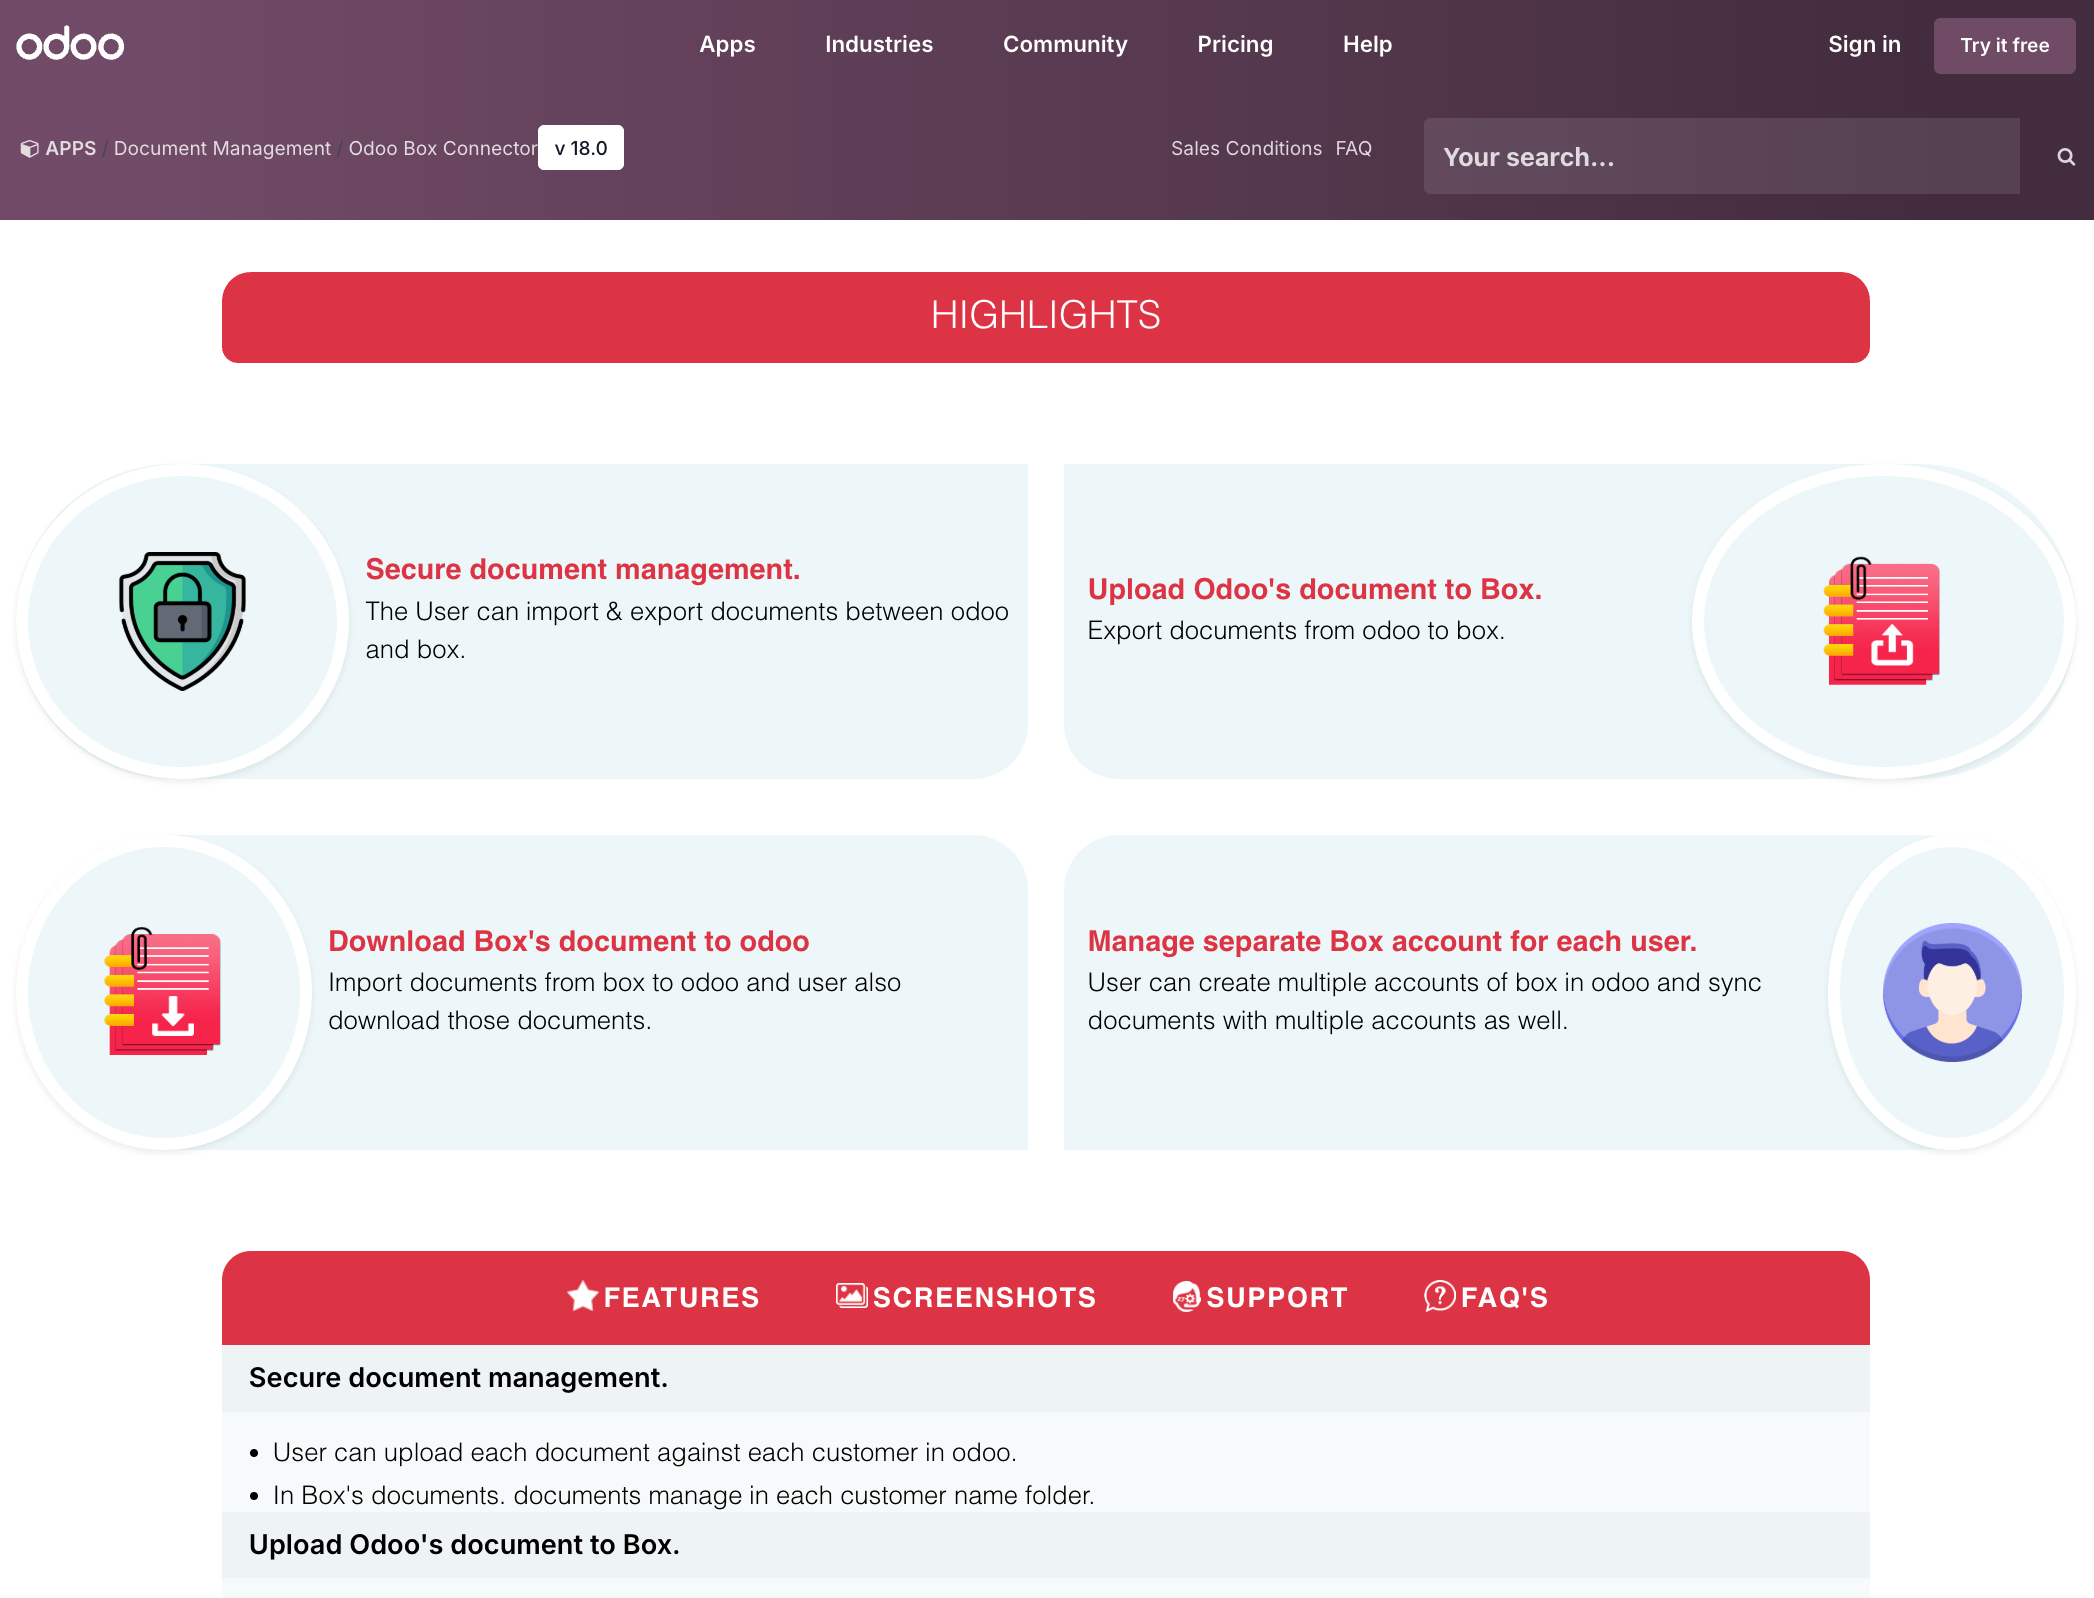 odoo
Apps Industries Community Pricing Help Sign in Try it free
APPS / Document Management / Odoo Box Connector v 18.0 Sales Conditions FAQ Your search...
HIGHLIGHTS
Secure document management.
The User can import & export documents between odoo
and box.
Upload Odoo's document to Box.
Export documents from odoo to box.
Download Box's document to odoo
Import documents from box to odoo and user also
download those documents.
Manage separate Box account for each user.
User can create multiple accounts of box in odoo and sync
documents with multiple accounts as well.
FEATURES SCREENSHOTS SUPPORT FAQ'S
Secure document management.
• User can upload each document against each customer in odoo.
• In Box's documents. documents manage in each customer name folder.
Upload Odoo's document to Box.